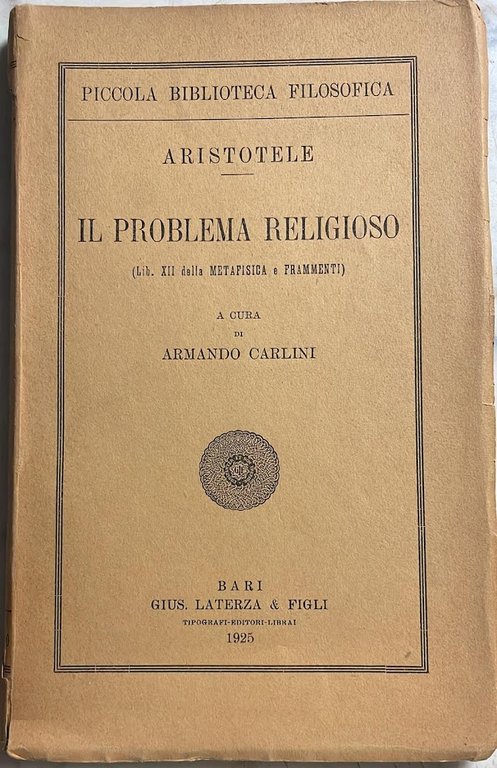 PICCOLA BIBLIOTECA FILOSOFICA
ARISTOTELE
IL PROBLEMA RELIGIOSO
(Lib. XII della METAFISICA e FRAMMENTI)
A CURA
DI
ARMANDO CARLINI
BARI
GIUS. LATERZA & FIGLI
TIPOGRAFI-EDITORI-LIBRAI
1925